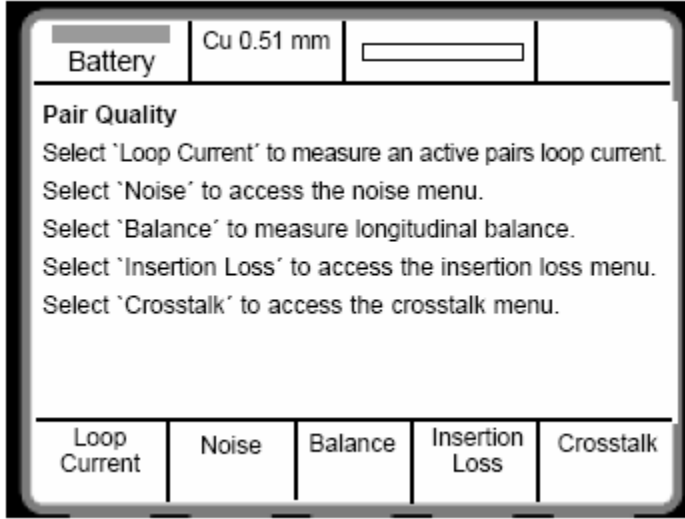 Battery
Cu 0.51 mm
Pair Quality
Select `Loop Current´ to measure an active pairs loop current.
Select `Noise´ to access the noise menu.
Select `Balance´ to measure longitudinal balance.
Select `Insertion Loss´ to access the insertion loss menu.
Select `Crosstalk´ to access the crosstalk menu.
Loop
Current
Noise
Balance
Insertion
Loss
Crosstalk